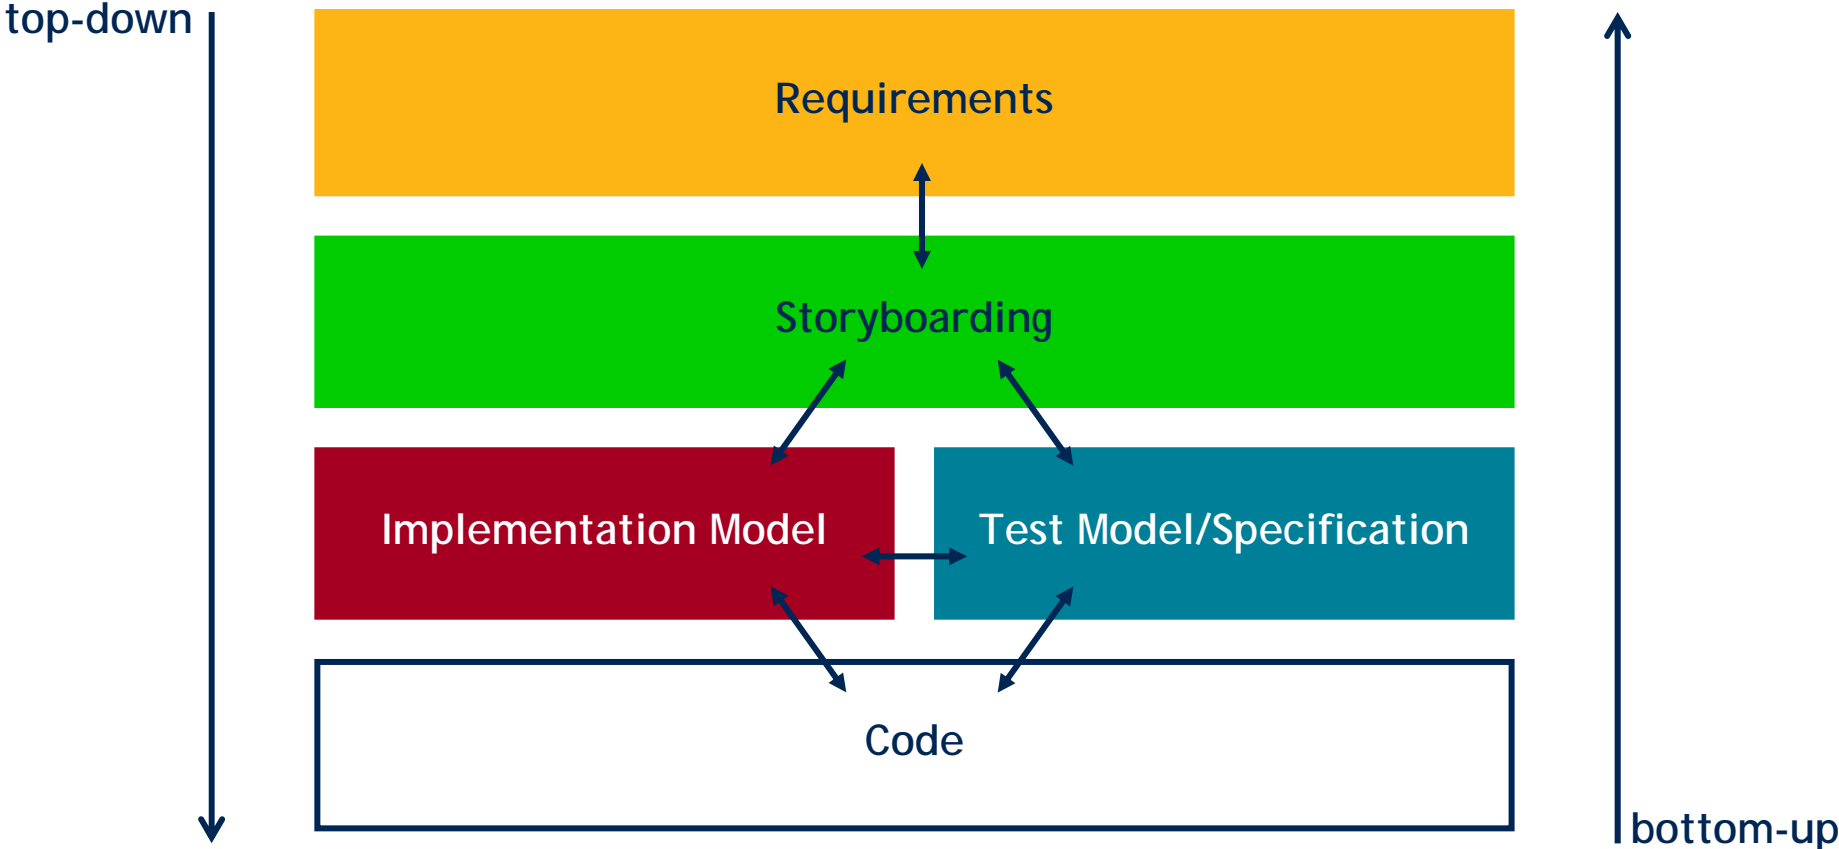 top-down
Requirements
Storyboarding
Implementation Model
Test Model/Specification
Code
bottom-up